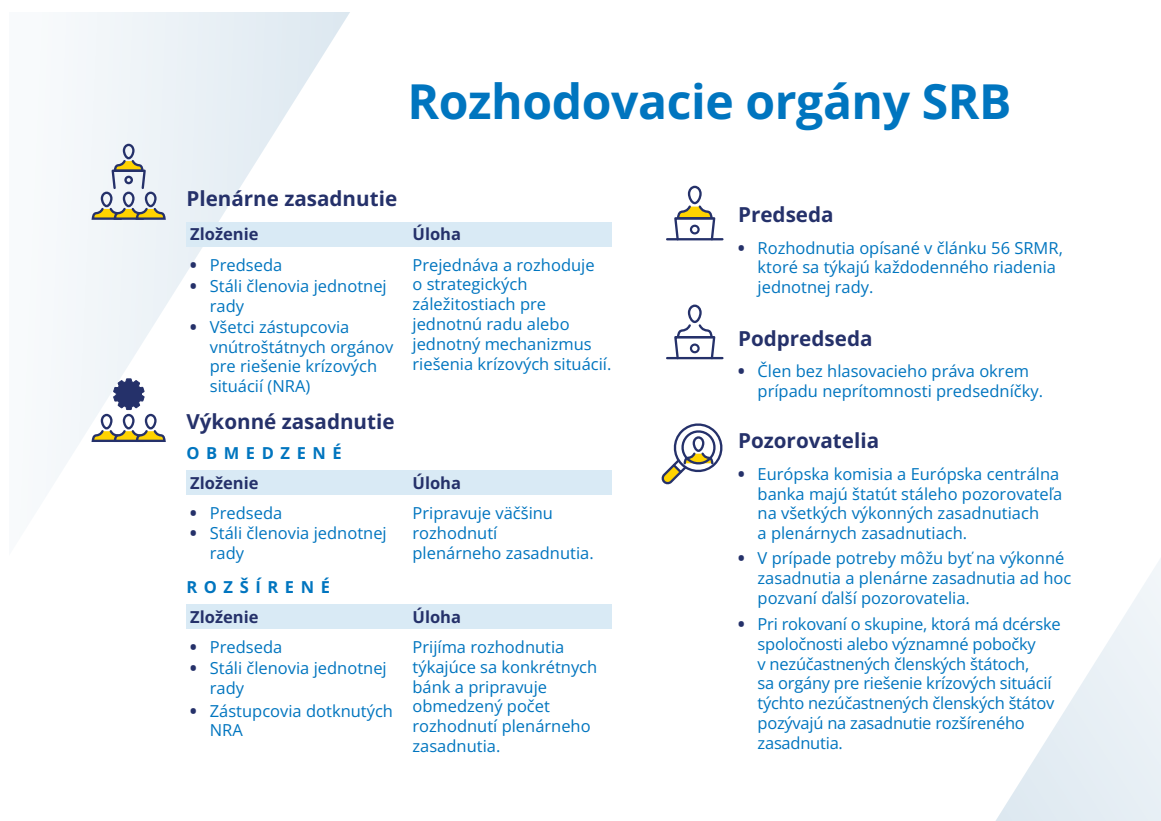 Rozhodovacie orgány SRB
Plenárne zasadnutie
Zloženie Úloha
• Predseda
• Stáli členovia jednotnej
rady
• Všetci zástupcovia
vnútroštátnych orgánov
pre riešenie krízových
situácií (NRA)
Prejednáva a rozhoduje
o strategických
záležitostiach pre
jednotnú radu alebo
jednotný mechanizmus
riešenia krízových situácií.
Výkonné zasadnutie
OBMEDZENÉ
Zloženie Úloha
• Predseda
• Stáli členovia jednotnej
rady
Pripravuje väčšinu
rozhodnutí
plenárneho zasadnutia.
ROZŠÍRENÉ
Zloženie Úloha
• Predseda
• Stáli členovia jednotnej
rady
• Zástupcovia dotknutých
NRA
Prijíma rozhodnutia
týkajúce sa konkrétnych
bánk a pripravuje
obmedzený počet
rozhodnutí plenárneho
zasadnutia.
Predseda
• Rozhodnutia opísané v článku 56 SRMR,
ktoré sa týkajú každodenného riadenia
jednotnej rady.
Podpredseda
• Člen bez hlasovacieho práva okrem
prípadu neprítomnosti predsedníčky.
Pozorovatelia
• Európska komisia a Európska centrálna
banka majú štatút stáleho pozorovateľa
na všetkých výkonných zasadnutiach
a plenárnych zasadnutiach.
• V prípade potreby môžu byť na výkonné
zasadnutia a plenárne zasadnutia ad hoc
pozvaní ďalší pozorovatelia.
• Pri rokovaní o skupine, ktorá má dcérske
spoločnosti alebo významné pobočky
v nezúčastnených členských štátoch,
sa orgány pre riešenie krízových situácií
týchto nezúčastnených členských štátov
pozývajú na zasadnutie rozšíreného
zasadnutia.